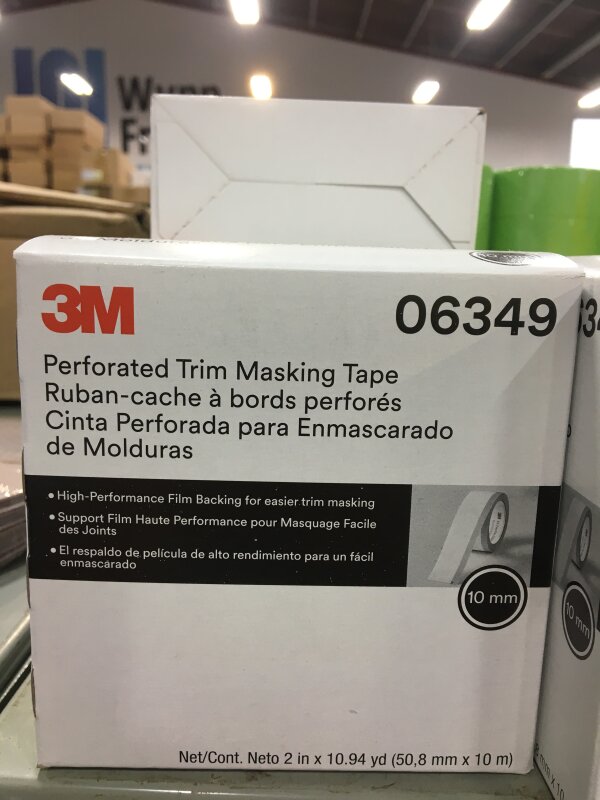 3M
06349
Perforated Trim Masking Tape
Ruban-cache à bords perforés
Cinta Perforada para Enmascarado
de Molduras
• High-Performance Film Backing for easier trim masking
• Support Film Haute Performance pour Masquage Facile
des Joints
• El respaldo de película de alto rendimiento para un fácil
enmascarado
3M
10 mm
Net/Cont. Neto 2 in x 10.94 yd (50,8 mm x 10 m)
10 mm